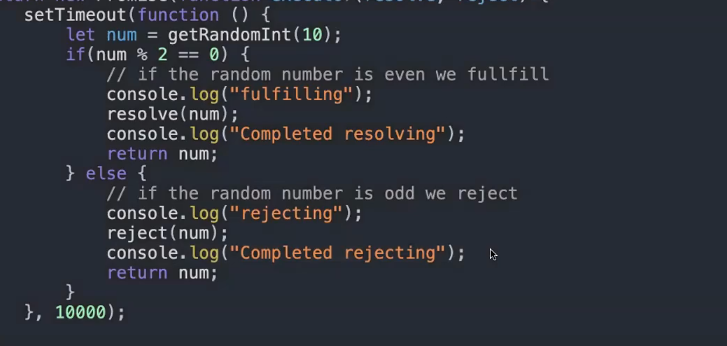 setTimeout(function () {
let num = getRandomInt(10);
if(num % 2 == 0) {
// if the random number is even we fullfill
console.log("fulfilling");
resolve(num);
console.log("Completed resolving");
return num;
} else {
// if the random number is odd we reject
console.log("rejecting");
reject(num);
console.log("Completed rejecting");
return num;
}
}, 10000);